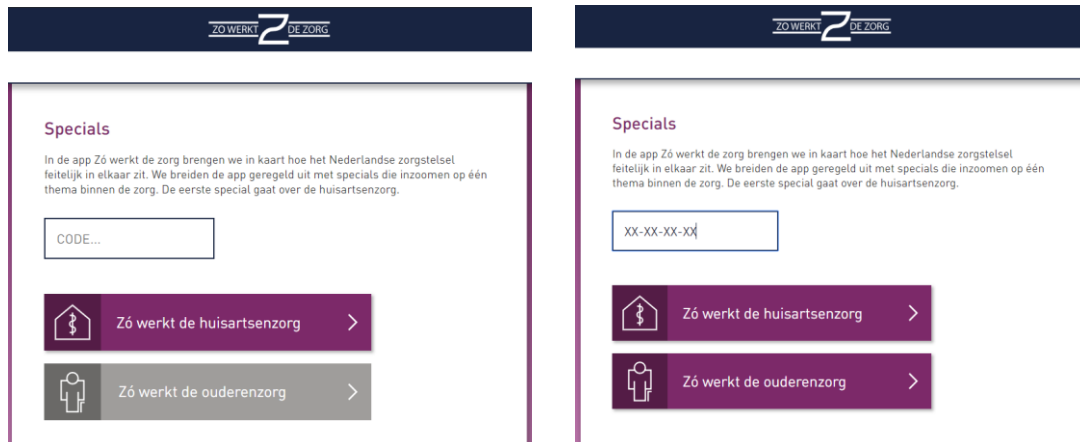 ZO WERKT Z DE ZORG
Specials
In de app Zó werkt de zorg brengen we in kaart hoe het Nederlandse zorgstelsel
feitelijk in elkaar zit. We breiden de app geregeld uit met specials die inzoomen op één
thema binnen de zorg. De eerste special gaat over de huisartsenzorg.
CODE...
Zó werkt de huisartsenzorg
Zó werkt de ouderenzorg
ZO WERKT Z DE ZORG
Specials
In de app Zó werkt de zorg brengen we in kaart hoe het Nederlandse zorgstelsel
feitelijk in elkaar zit. We breiden de app geregeld uit met specials die inzoomen op één
thema binnen de zorg. De eerste special gaat over de huisartsenzorg.
XX-XX-XX-XX
Zó werkt de huisartsenzorg
Zó werkt de ouderenzorg